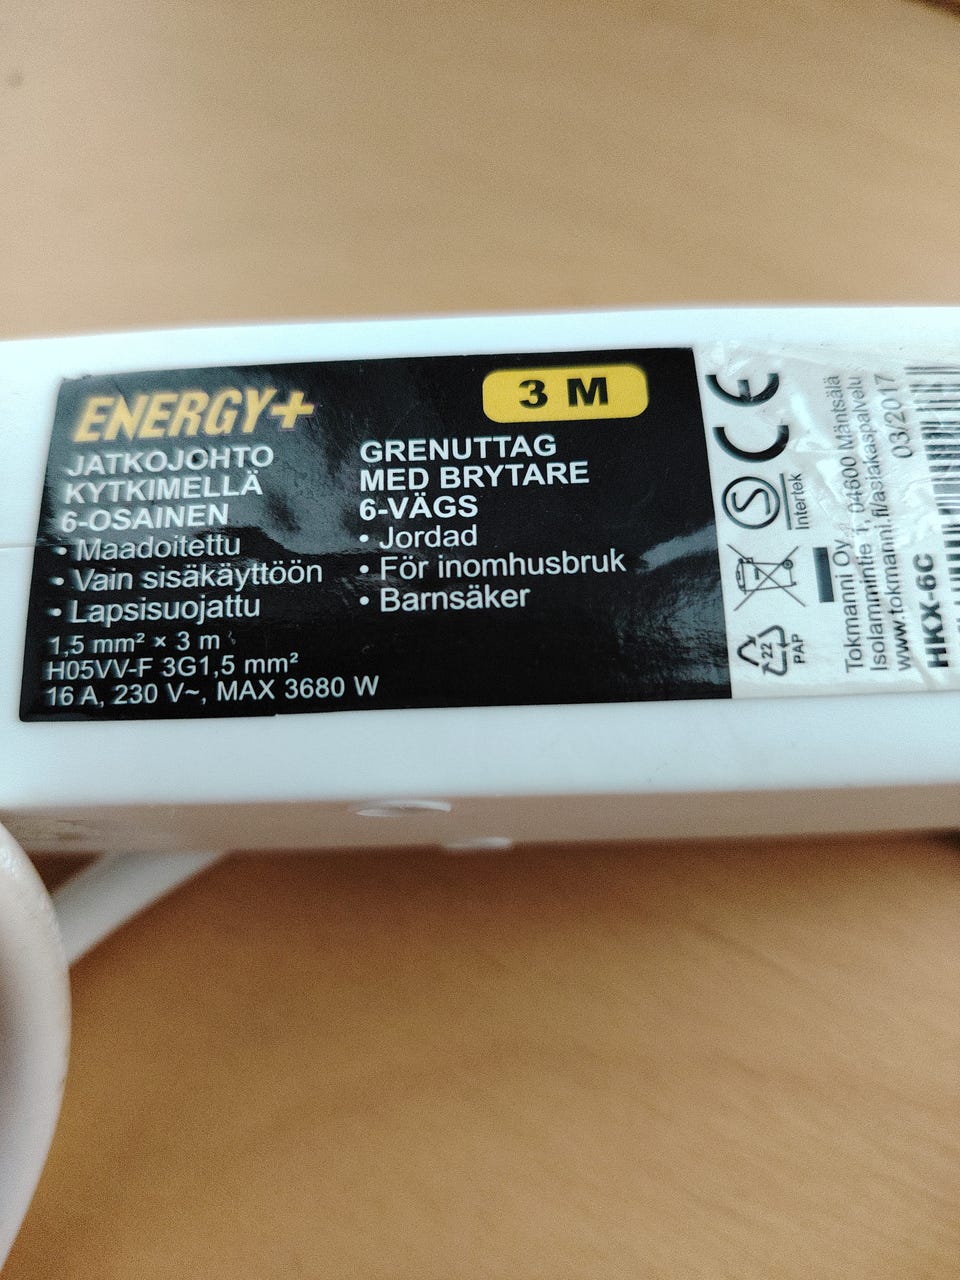 ENERGY+
3 M
JATKOJOHTO
KYTKIMELLÄ
6-OSAINEN
• Maadoitettu
• Vain sisäkäyttöön
• Lapsisuojattu
1,5 mm² × 3 m
H05VV-F 3G1,5 mm²
16 A, 230 V~, MAX 3680 W
GRENUTTAG
MED BRYTARE
6-VÄGS
• Jordad
• För inomhusbruk
• Barnsäker
CE
S
Intertek
22
PAP
Tokmanni Oy
Isolammintie 1, 04600 Mäntsälä
www.tokmanni.fi/asiakaspalvelu
03/2017
HKX-6C